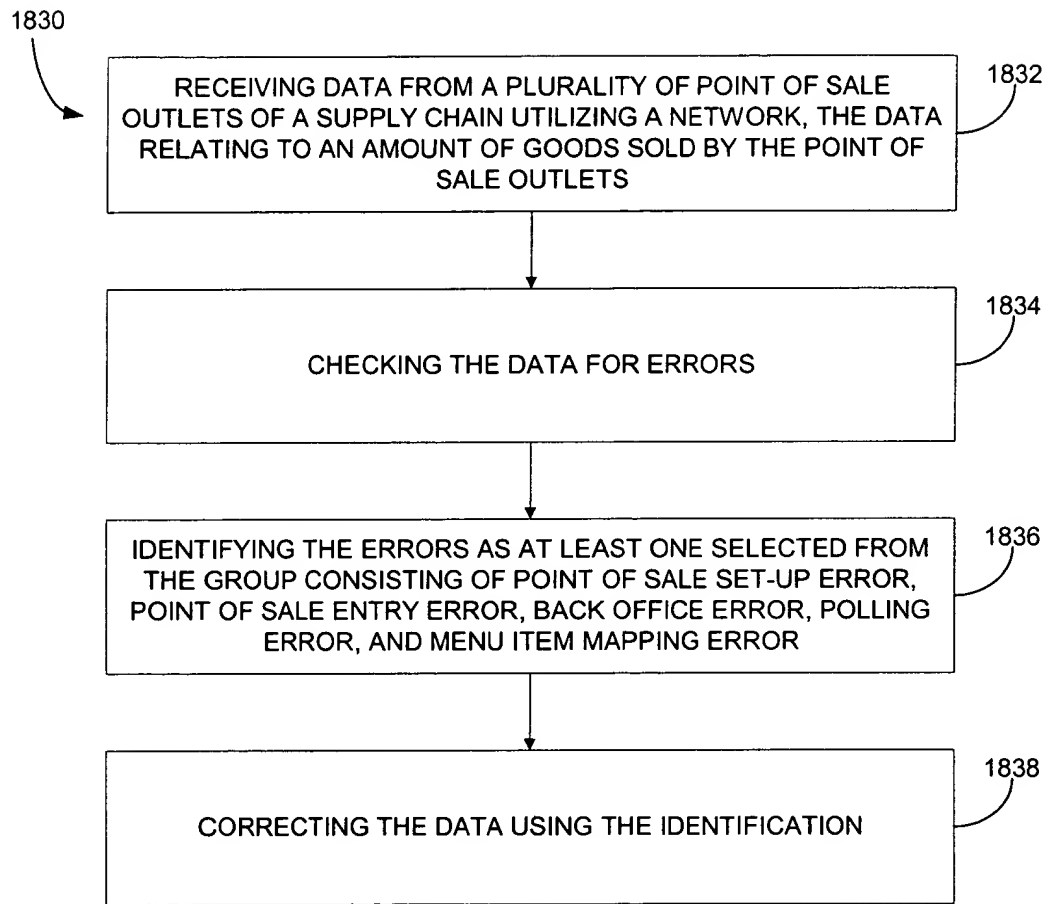 1830
RECEIVING DATA FROM A PLURALITY OF POINT OF SALE
OUTLETS OF A SUPPLY CHAIN UTILIZING A NETWORK, THE DATA
RELATING TO AN AMOUNT OF GOODS SOLD BY THE POINT OF
SALE OUTLETS
1832
CHECKING THE DATA FOR ERRORS
1834
IDENTIFYING THE ERRORS AS AT LEAST ONE SELECTED FROM
THE GROUP CONSISTING OF POINT OF SALE SET-UP ERROR,
POINT OF SALE ENTRY ERROR, BACK OFFICE ERROR, POLLING
ERROR, AND MENU ITEM MAPPING ERROR
1836
CORRECTING THE DATA USING THE IDENTIFICATION
1838